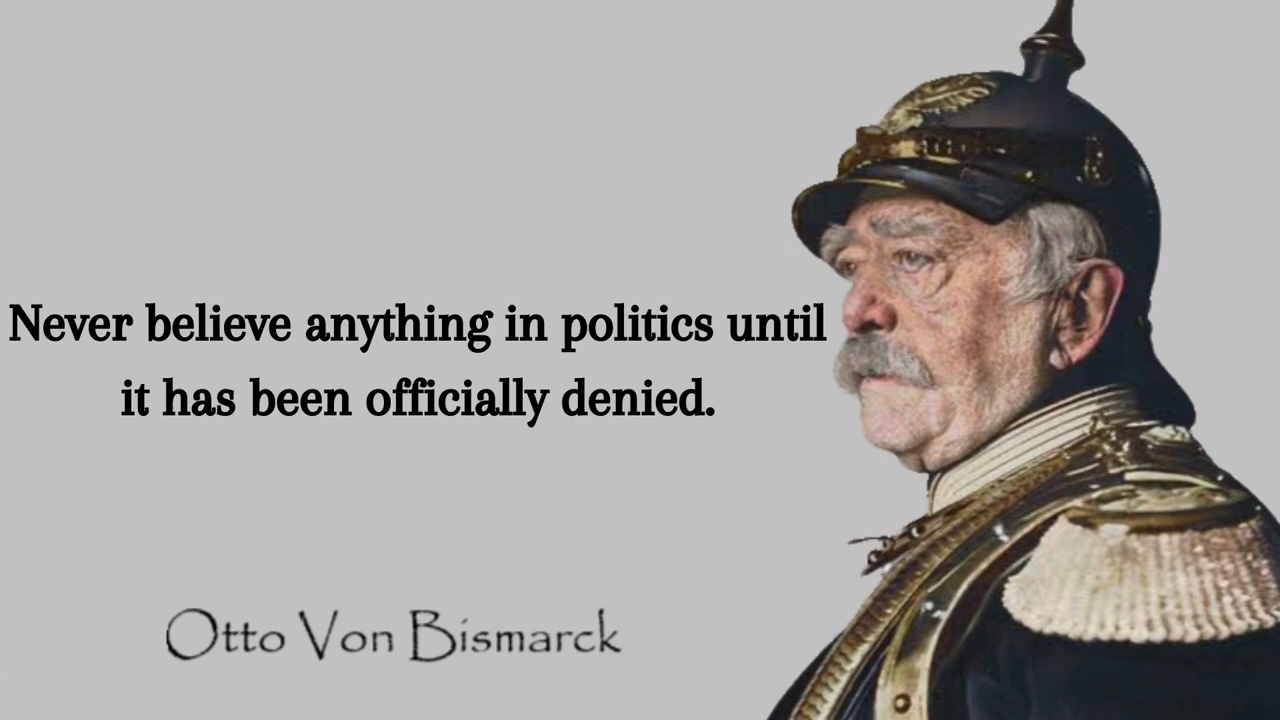 Never believe anything in politics until
it has been officially denied.
Otto Von Bismarck